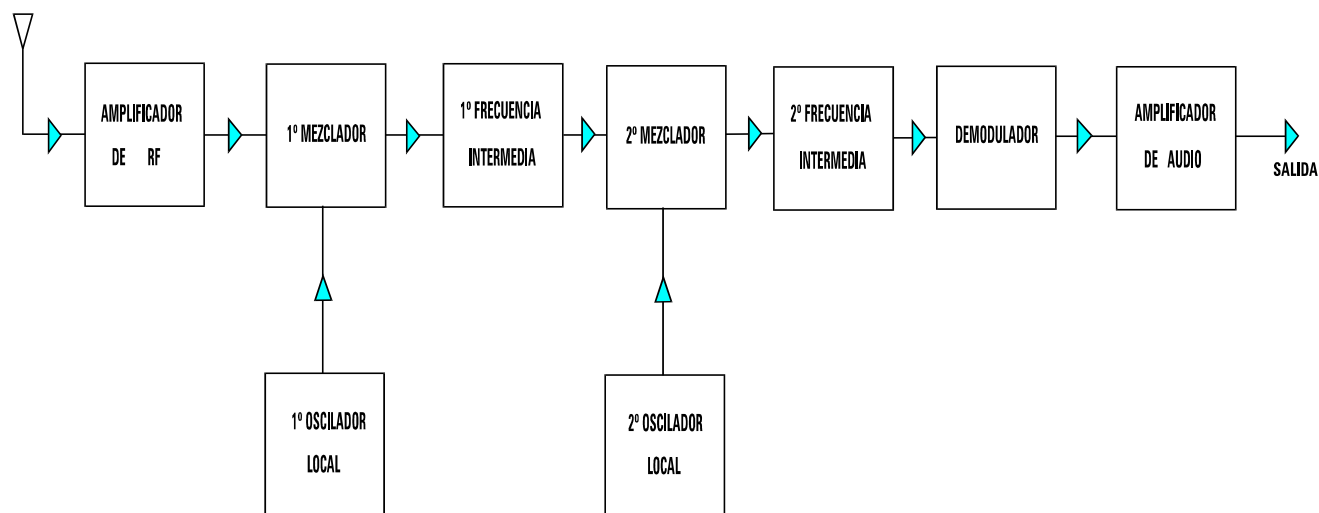 AMPLIFICADOR
DE RF
1º MEZCLADOR
1º FRECUENCIA
INTERMEDIA
2º MEZCLADOR
2º FRECUENCIA
INTERMEDIA
DEMODULADOR
AMPLIFICADOR
DE AUDIO
SALIDA
1º OSCILADOR
LOCAL
2º OSCILADOR
LOCAL